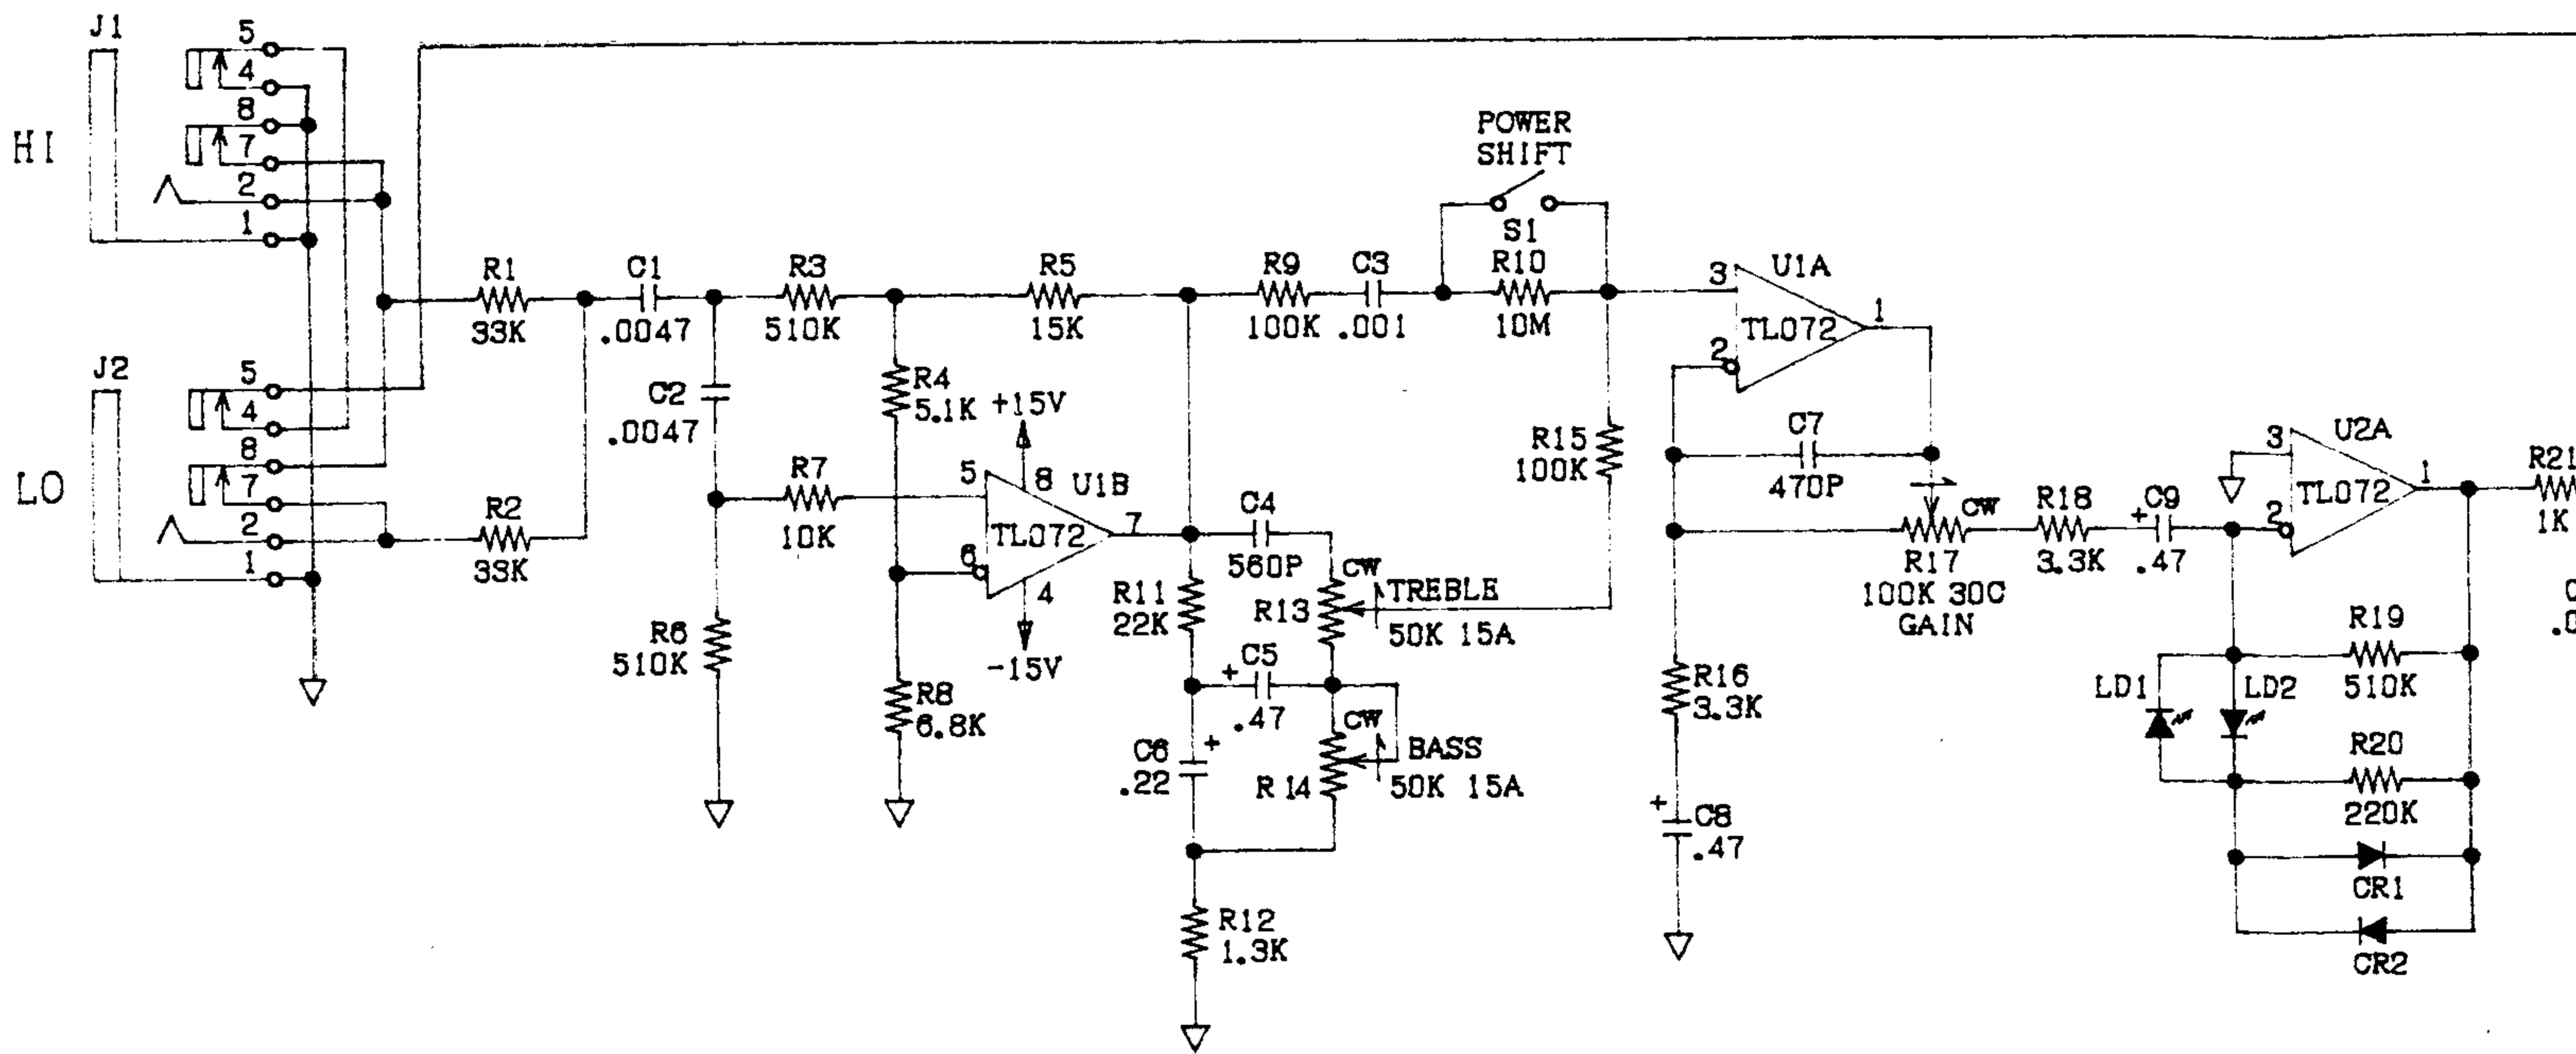 J1
5
4
8
7
2
1
HI
J2
5
4
8
7
2
1
LO
R1
33K
R2
33K
C1
.0047
C2
.0047
R3
510K
R4
5.1K
R5
15K
R6
510K
R7
10K
R8
6.8K
+15V
5
8
U1B
TL072
7
6
4
-15V
R9
100K
C3
.001
POWER
SHIFT
S1
R10
10M
C4
560P
R11
22K
CW
R13
TREBLE
50K 15A
C5
+
.47
C6
+
.22
CW
R14
BASS
50K 15A
R12
1.3K
R15
100K
3
U1A
TL072
1
2
C7
470P
CW
R17
100K 30C
GAIN
R16
3.3K
+
C8
.47
R18
3.3K
+
C9
.47
3
U2A
TL072
1
2
R19
510K
LD1
LD2
R20
220K
CR1
CR2
R21
1K